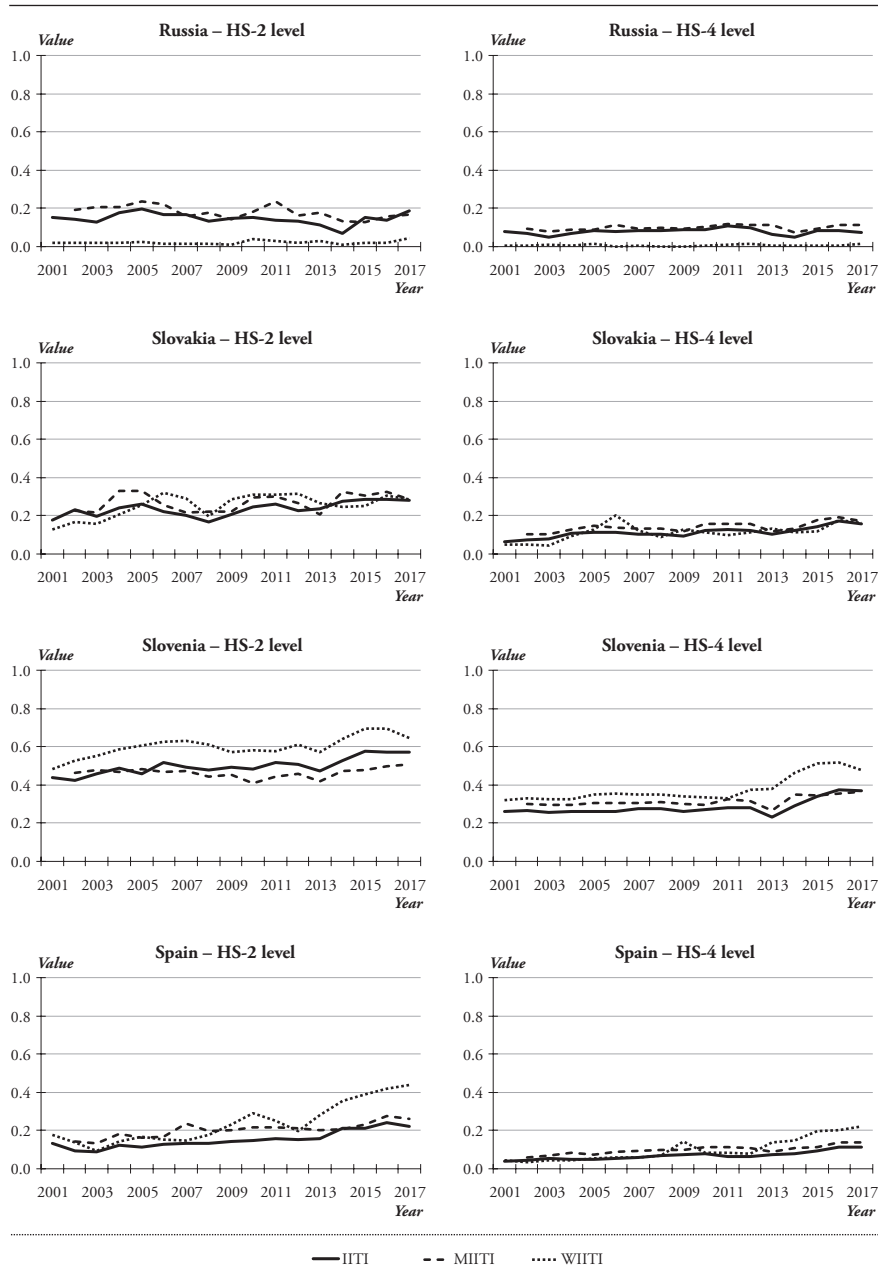 Russia – HS-2 level
Value
1.0
0.8
0.6
0.4
0.2
0.0
2001 2003 2005 2007 2009 2011 2013 2015 2017
Year
Russia – HS-4 level
Value
1.0
0.8
0.6
0.4
0.2
0.0
2001 2003 2005 2007 2009 2011 2013 2015 2017
Year
Slovakia – HS-2 level
Value
1.0
0.8
0.6
0.4
0.2
0.0
2001 2003 2005 2007 2009 2011 2013 2015 2017
Year
Slovakia – HS-4 level
Value
1.0
0.8
0.6
0.4
0.2
0.0
2001 2003 2005 2007 2009 2011 2013 2015 2017
Year
Slovenia – HS-2 level
Value
1.0
0.8
0.6
0.4
0.2
0.0
2001 2003 2005 2007 2009 2011 2013 2015 2017
Year
Slovenia – HS-4 level
Value
1.0
0.8
0.6
0.4
0.2
0.0
2001 2003 2005 2007 2009 2011 2013 2015 2017
Year
Spain – HS-2 level
Value
1.0
0.8
0.6
0.4
0.2
0.0
2001 2003 2005 2007 2009 2011 2013 2015 2017
Year
Spain – HS-4 level
Value
1.0
0.8
0.6
0.4
0.2
0.0
2001 2003 2005 2007 2009 2011 2013 2015 2017
Year
IITI MIITI WIITI